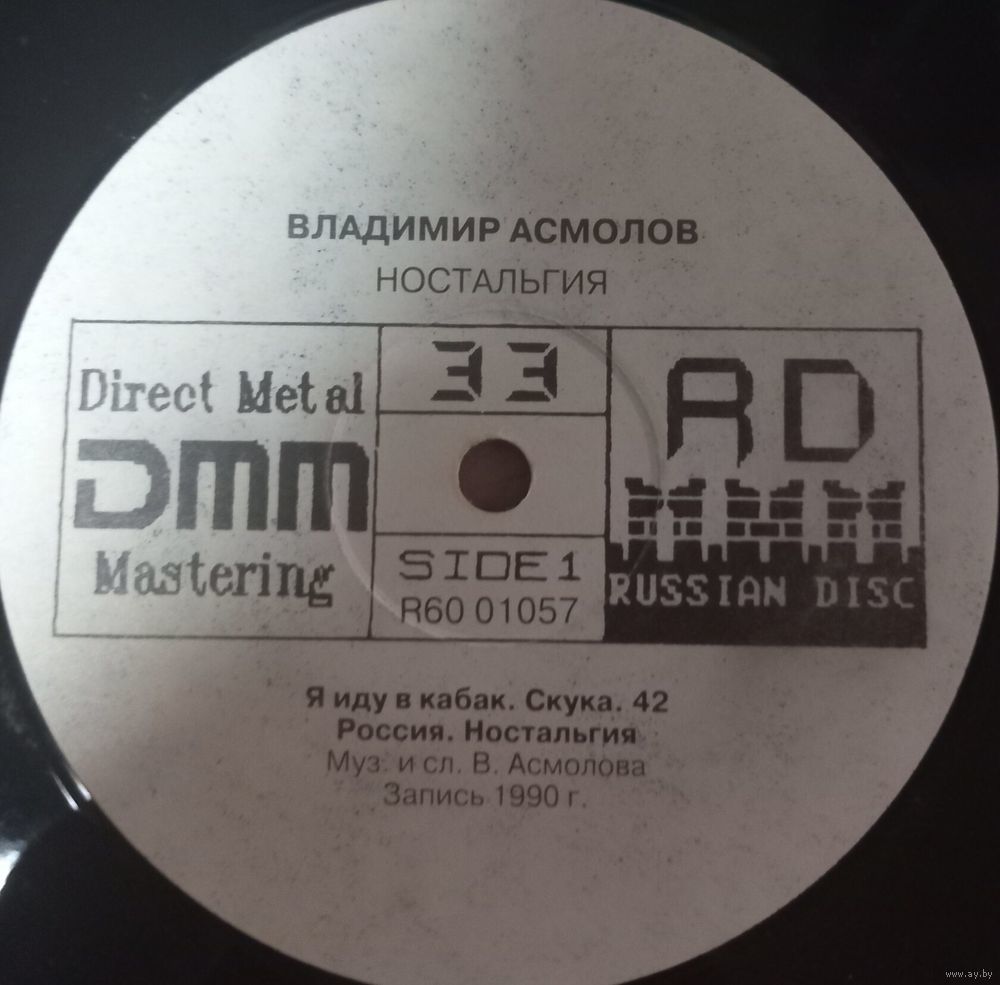 ВЛАДИМИР АСМОЛОВ
НОСТАЛЬГИЯ
Direct Metal
DMM
Mastering
33
SIDE 1
R60 01057
RD
RUSSIAN DISC
Я иду в кабак. Скука. 42
Россия. Ностальгия
Муз. и сл. В. Асмолова
Запись 1990 г.
www.ay.by